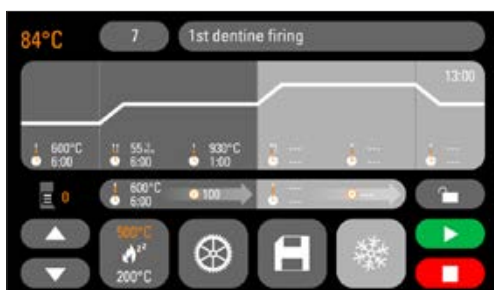 84°C
7
1st dentine firing
13:00
600°C 55 930°C --- --- ---
6:00 6:00 1:00
0
600°C 100 --- ---
6:00
500°C
200°C